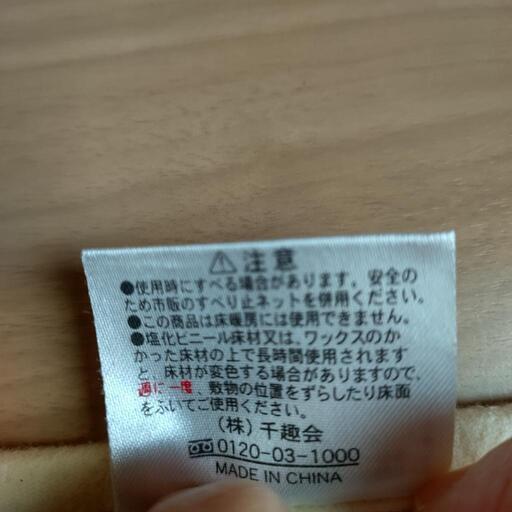 ⚠注意
●使用時にすべる場合があります。安全の
ため市販のすべり止ネットを併用ください。
●この商品は床暖房には使用できません。
●塩化ビニール床材又は、ワックスのか
かった床材の上で長時間使用されます
と、床材が変色する場合がありますので、
週に一度 敷物の位置をずらしたり床面
をふいてご使用ください。
(株)千趣会
0120-03-1000
MADE IN CHINA